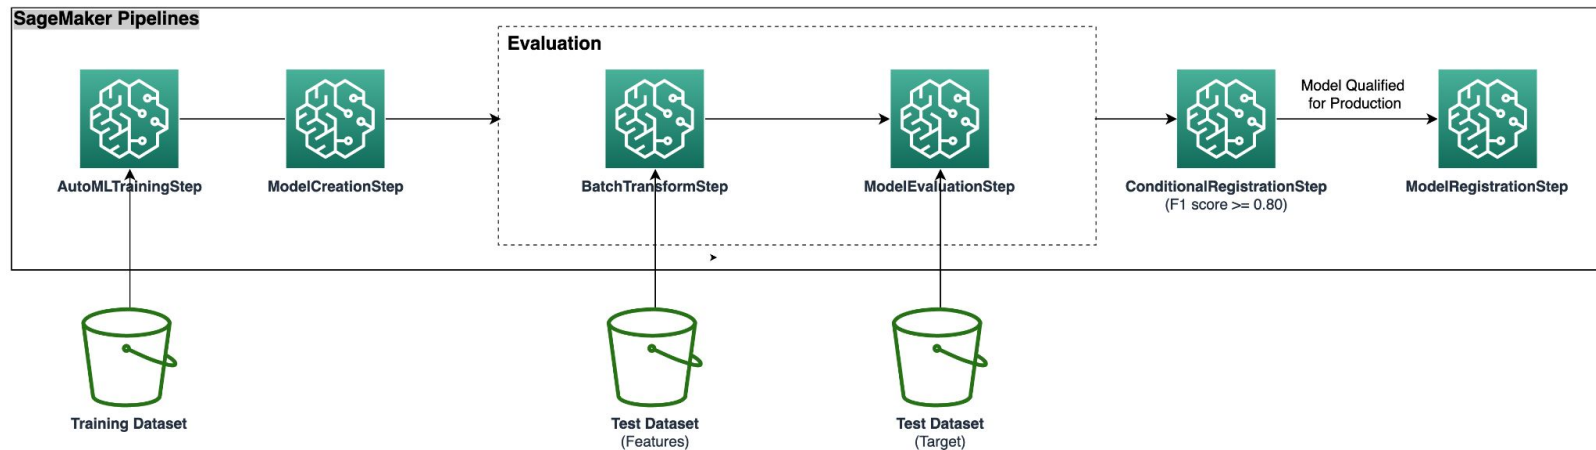 SageMaker Pipelines
Evaluation
AutoMLTrainingStep
ModelCreationStep
BatchTransformStep
ModelEvaluationStep
ConditionalRegistrationStep
(F1 score >= 0.80)
Model Qualified
for Production
ModelRegistrationStep
Training Dataset
Test Dataset
(Features)
Test Dataset
(Target)